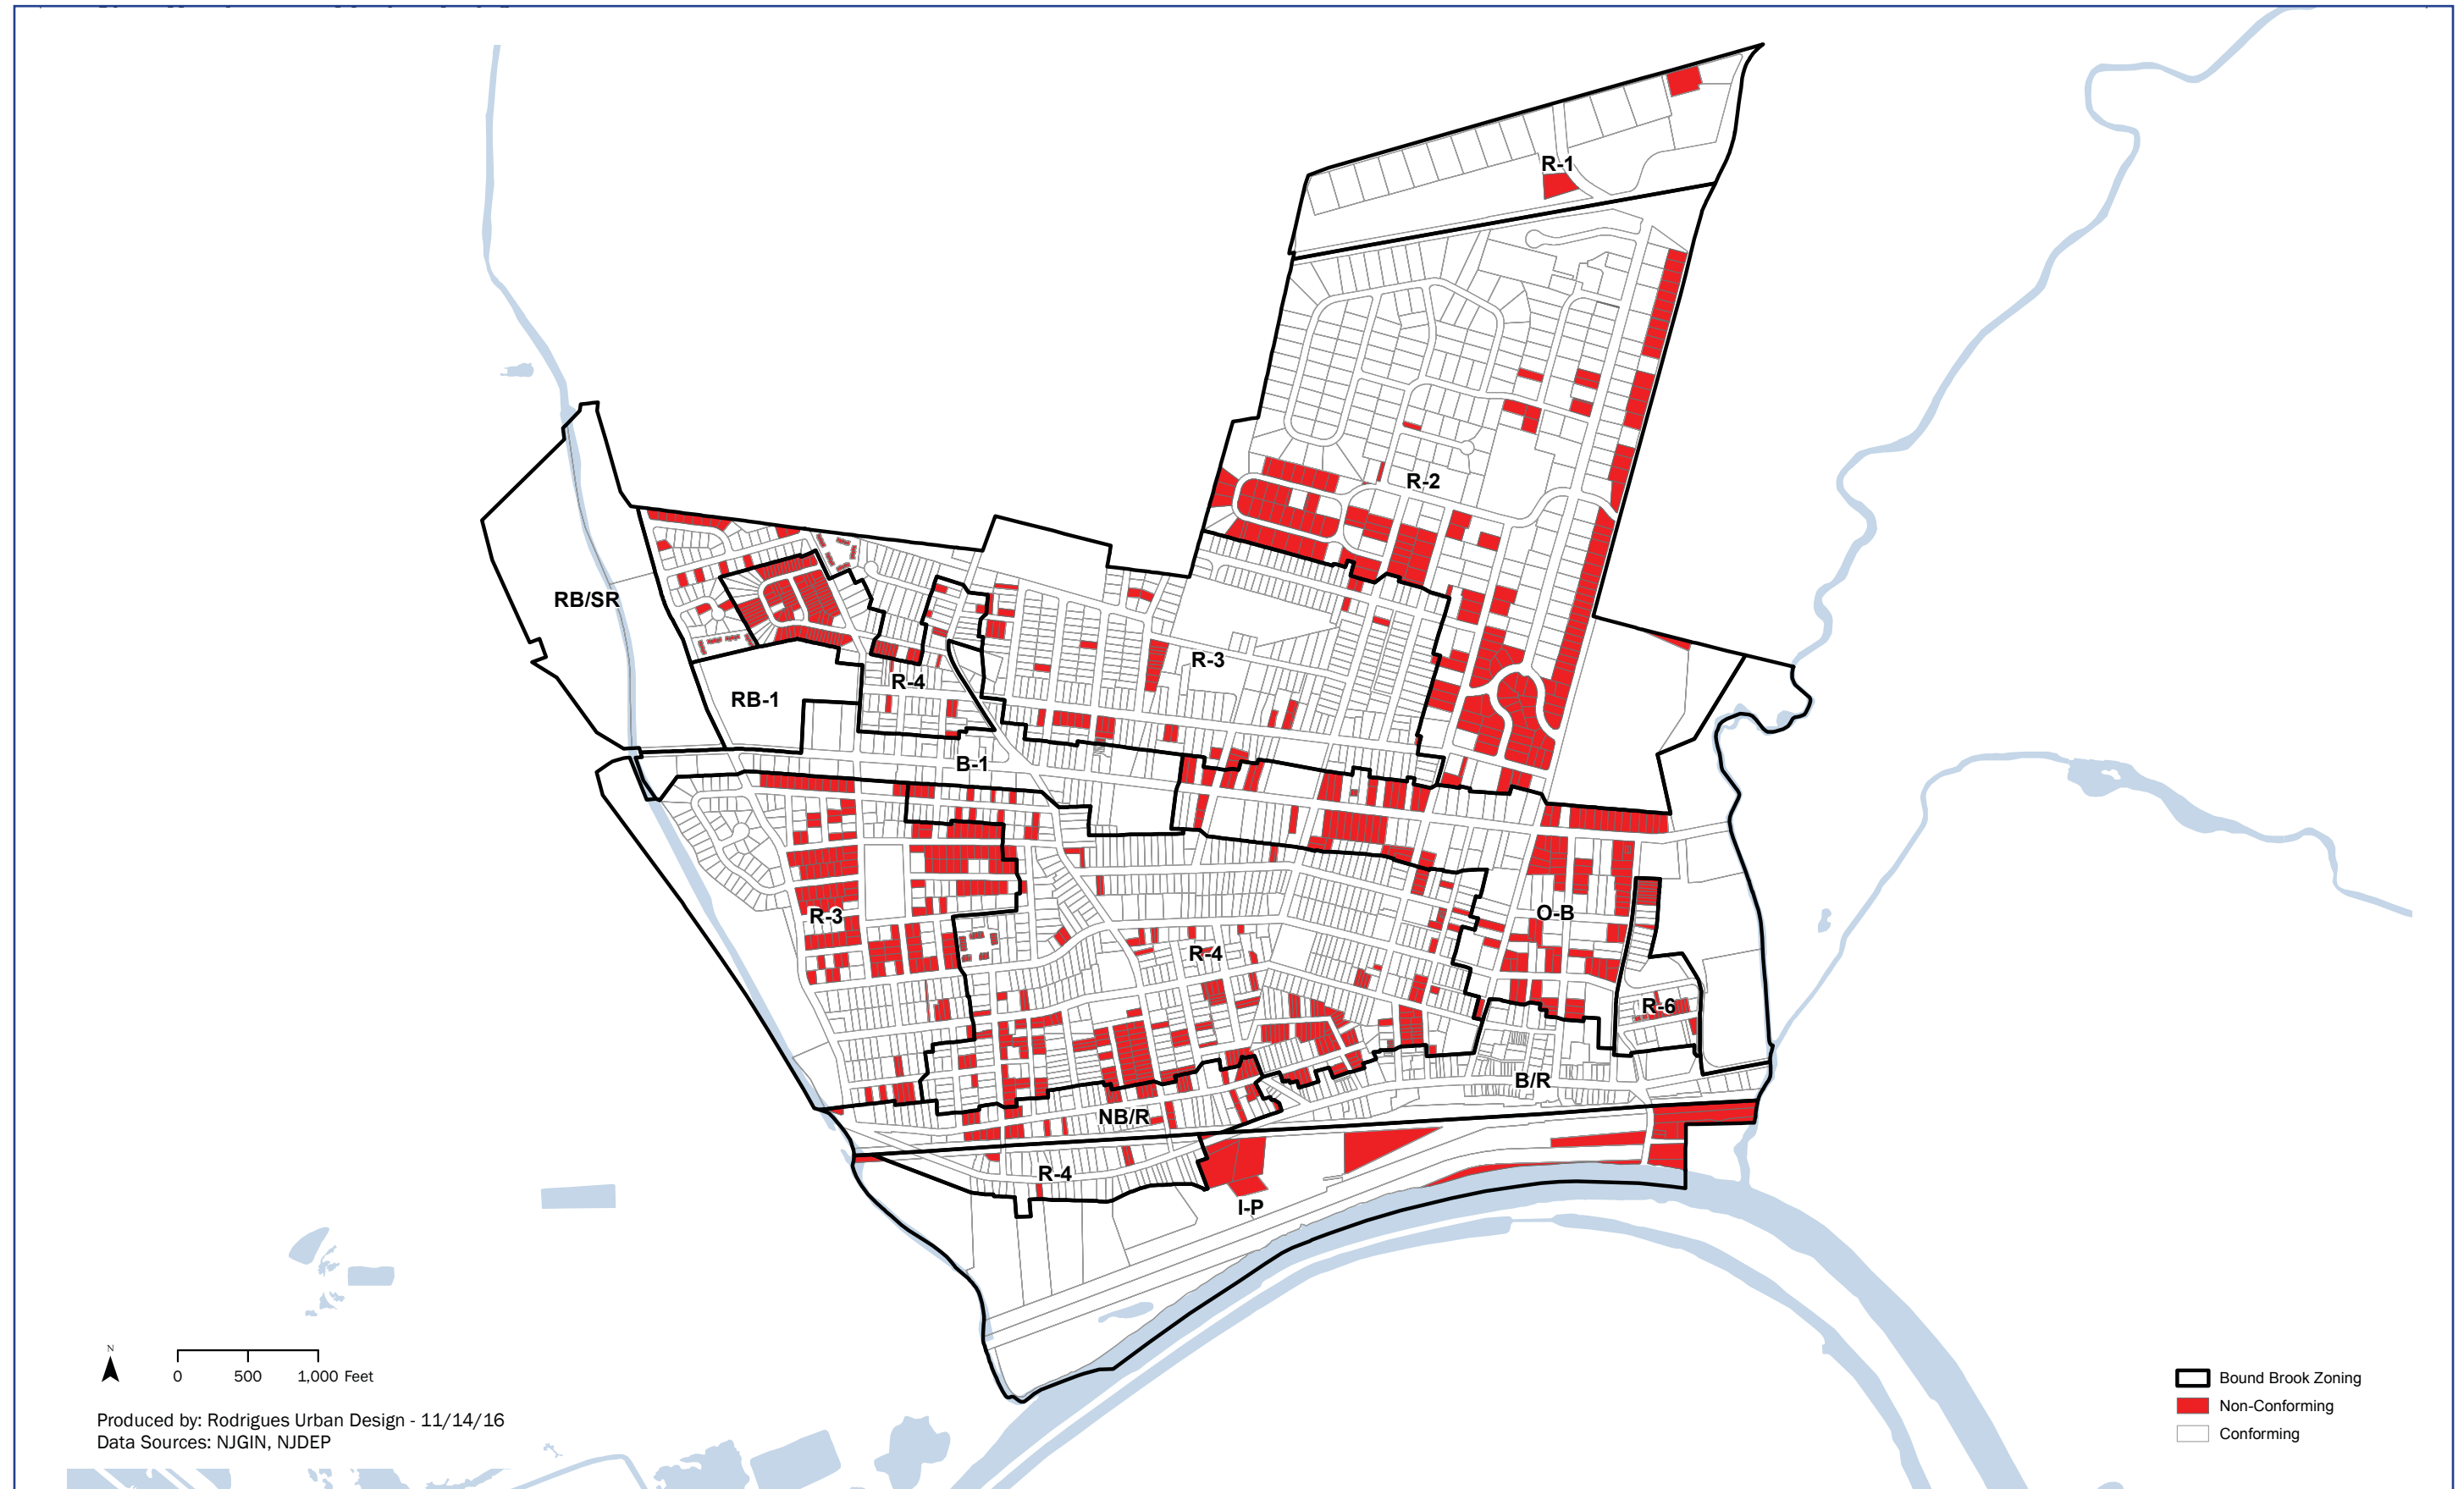 R-1
R-2
RB/SR
R-3
R-4
RB-1
B-1
O-B
R-3
R-4
R-6
B/R
NB/R
R-4
I-P
N
0 500 1,000 Feet
Produced by: Rodrigues Urban Design - 11/14/16
Data Sources: NJGIN, NJDEP
Bound Brook Zoning
Non-Conforming
Conforming